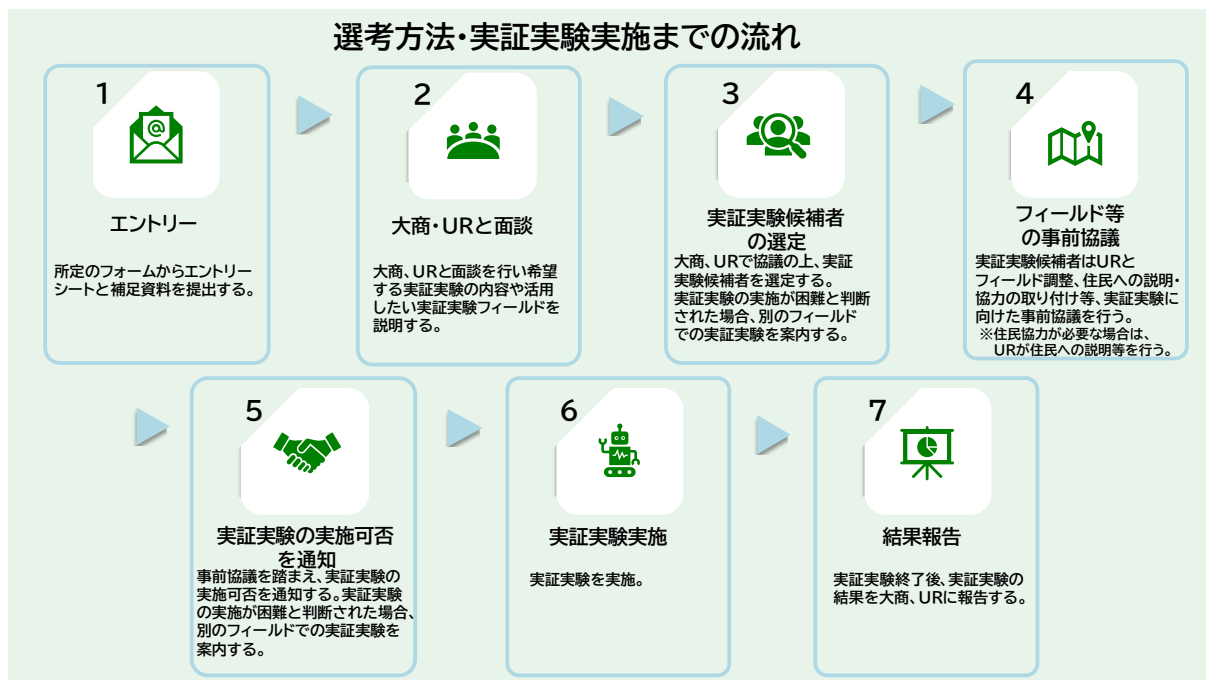 選考方法・実証実験実施までの流れ
1
エントリー
所定のフォームからエントリー
シートと補足資料を提出する。
2
大商・URと面談
大商、URと面談を行い希望
する実証実験の内容や活用
したい実証実験フィールドを
説明する。
3
実証実験候補者
の選定
大商、URで協議の上、実証
実験候補者を選定する。
実証実験の実施が困難と判断
された場合、別のフィールド
での実証実験を案内する。
4
フィールド等
の事前協議
実証実験候補者はURと
フィールド調整、住民への説明・
協力の取り付け等、実証実験に
向けた事前協議を行う。
※住民協力が必要な場合は、
URが住民への説明等を行う。
5
実証実験の実施可否
を通知
事前協議を踏まえ、実証実験の
実施可否を通知する。実証実験
の実施が困難と判断された場合、
別のフィールドでの実証実験を
案内する。
6
実証実験実施
実証実験を実施。
7
結果報告
実証実験終了後、実証実験の
結果を大商、URに報告する。